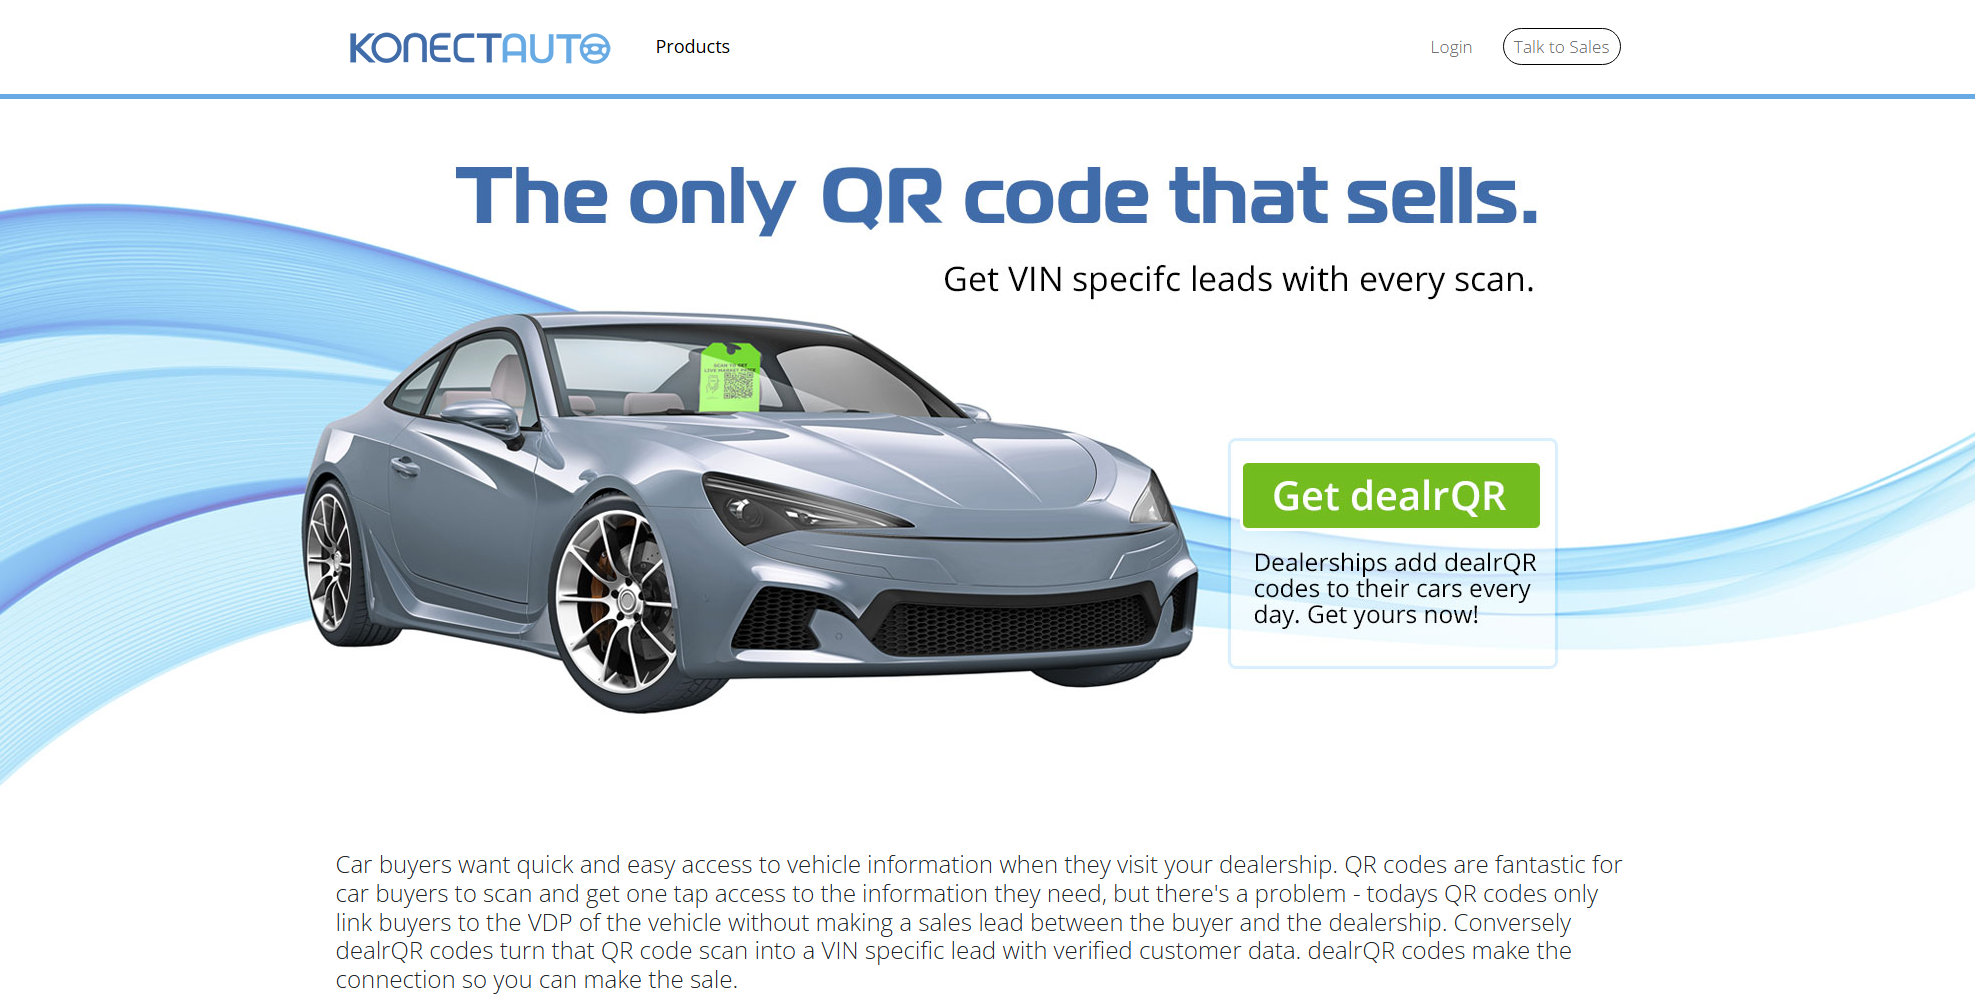 KONECTAUTO
Products
Login
Talk to Sales
The only QR code that sells.
Get VIN specifc leads with every scan.
SCAN TO GET
LIVE MARKET PRICE
Get dealrQR
Dealerships add dealrQR
codes to their cars every
day. Get yours now!
Car buyers want quick and easy access to vehicle information when they visit your dealership. QR codes are fantastic for
car buyers to scan and get one tap access to the information they need, but there's a problem - todays QR codes only
link buyers to the VDP of the vehicle without making a sales lead between the buyer and the dealership. Conversely
dealrQR codes turn that QR code scan into a VIN specific lead with verified customer data. dealrQR codes make the
connection so you can make the sale.